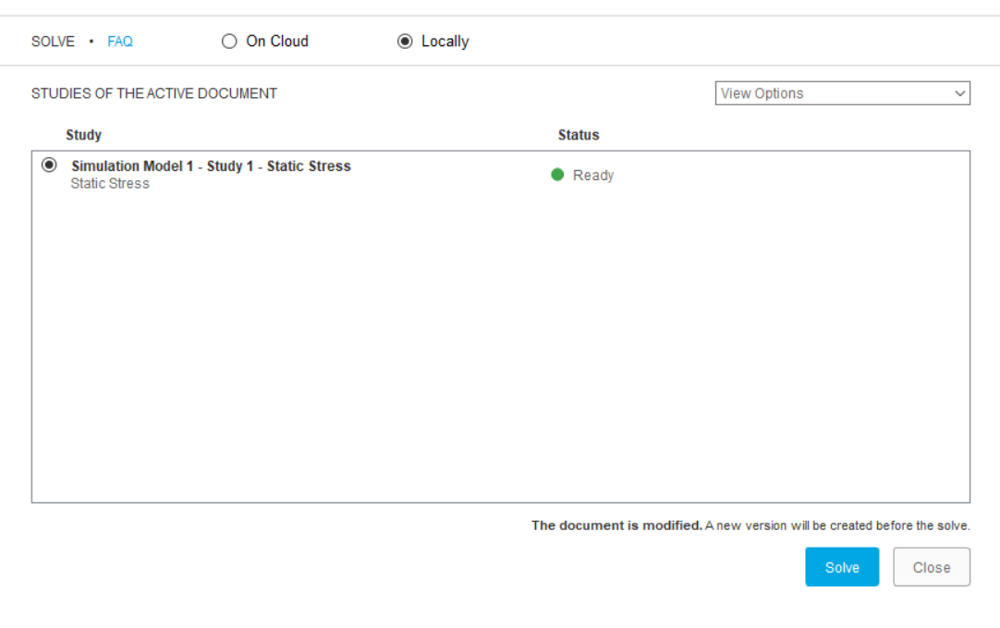 SOLVE • FAQ On Cloud Locally
STUDIES OF THE ACTIVE DOCUMENT View Options
Study Status
Simulation Model 1 - Study 1 - Static Stress
Static Stress Ready
The document is modified. A new version will be created before the solve.
Solve Close